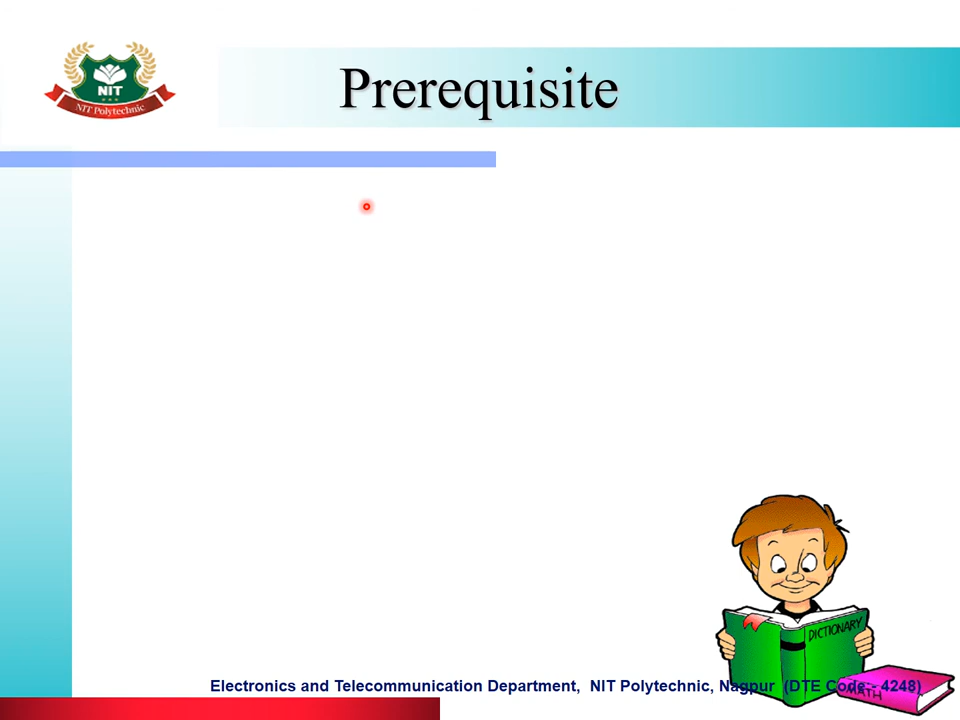 NIT
NIT Polytechnic
Prerequisite
DICTIONARY
MATH
Electronics and Telecommunication Department, NIT Polytechnic, Nagpur (DTE Code - 4248)